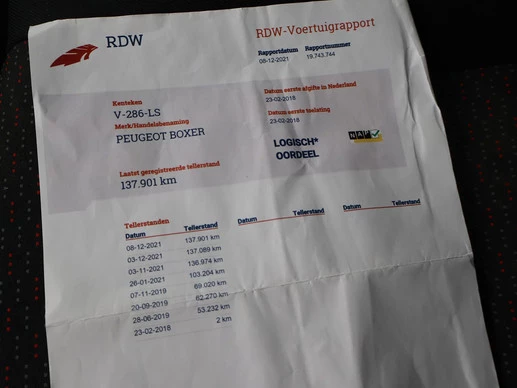 RDW
RDW-Voertuigrapport
Rapportdatum Rapportnummer
08-12-2021 19.743.744
Kenteken
V-286-LS
Merk/Handelsbenaming
PEUGEOT BOXER
Datum eerste afgifte in Nederland
23-02-2018
Datum eerste toelating
23-02-2018
LOGISCH*
OORDEEL
NAP
Laatst geregistreerde tellerstand
137.901 km
Tellerstanden
Datum Tellerstand Datum Tellerstand Datum Tellerstand
08-12-2021 137.901 km
03-12-2021 137.089 km
03-11-2021 136.974 km
26-01-2021 103.204 km
07-11-2019 69.020 km
20-09-2019 62.270 km
28-06-2019 53.232 km
23-02-2018 2 km